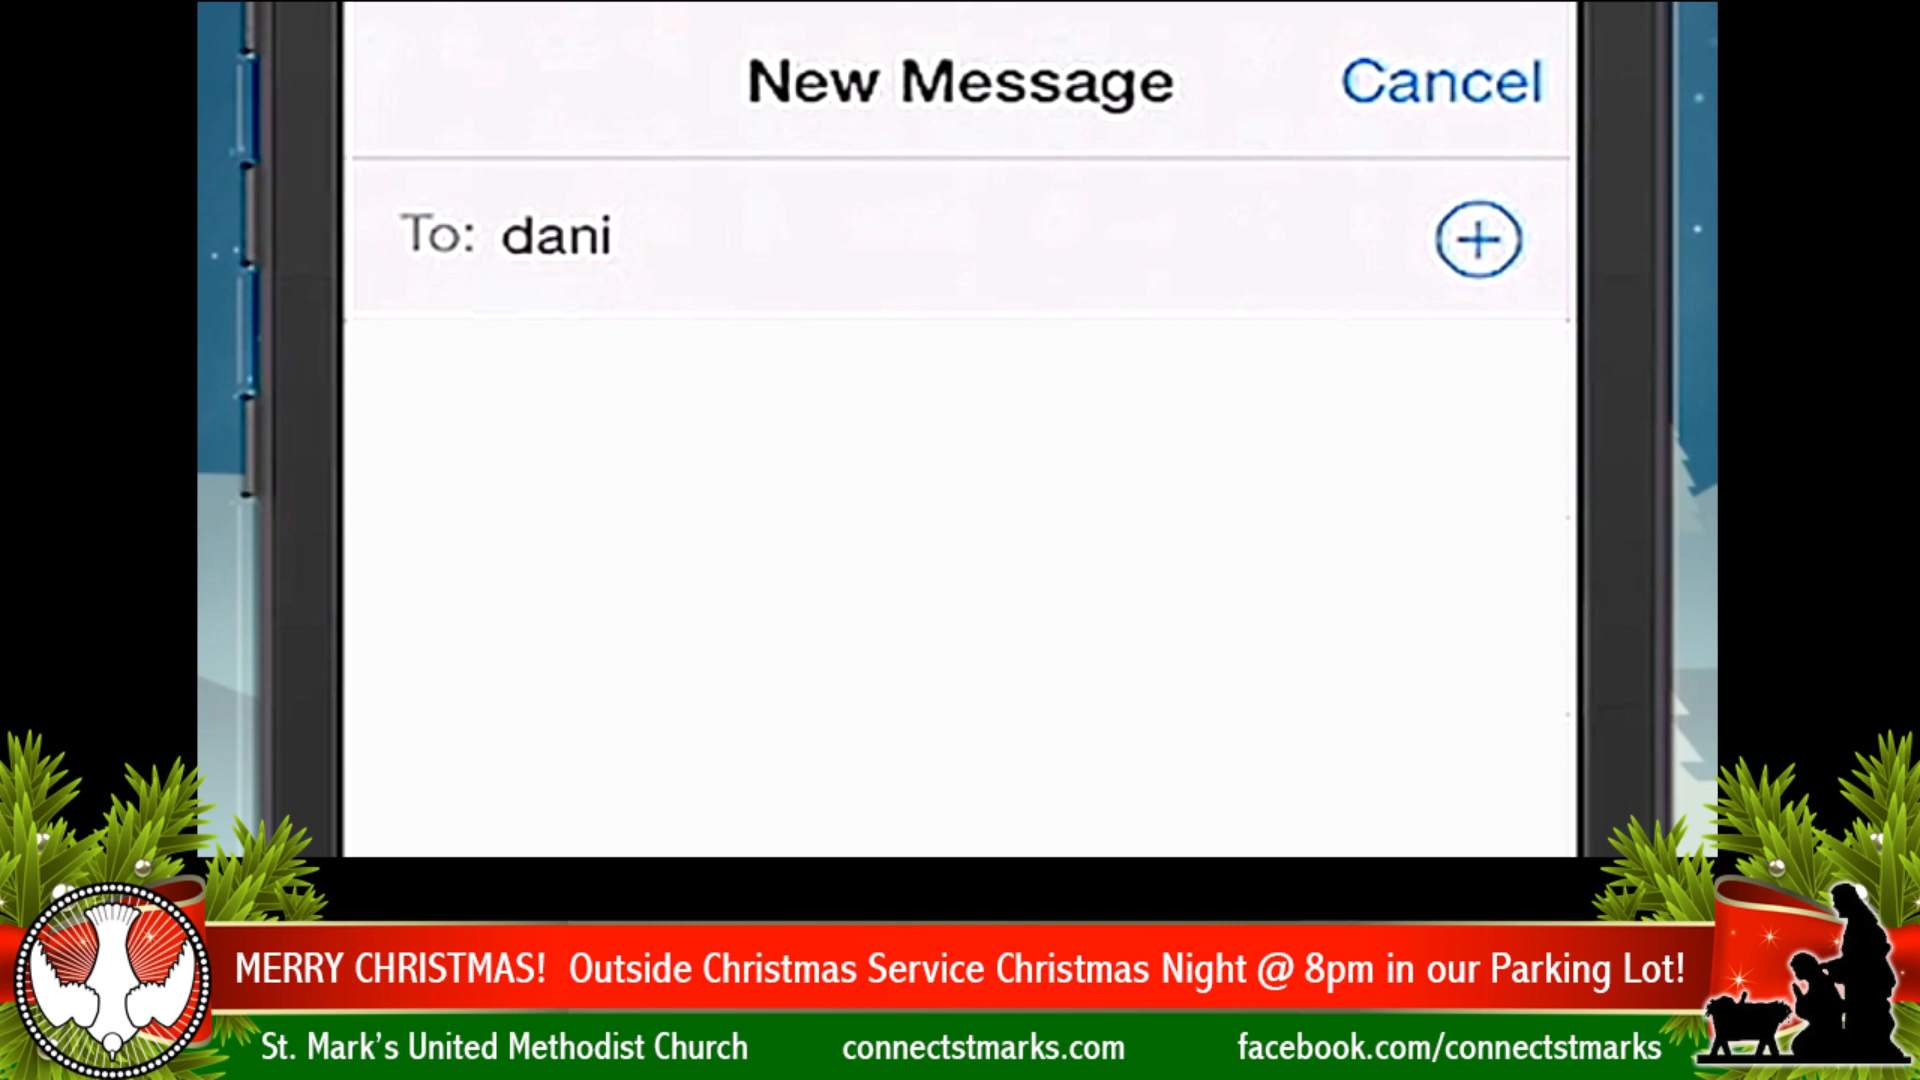 New Message Cancel
To: dani
MERRY CHRISTMAS! Outside Christmas Service Christmas Night @ 8pm in our Parking Lot!
St. Mark's United Methodist Church connectstmarks.com facebook.com/connectstmarks